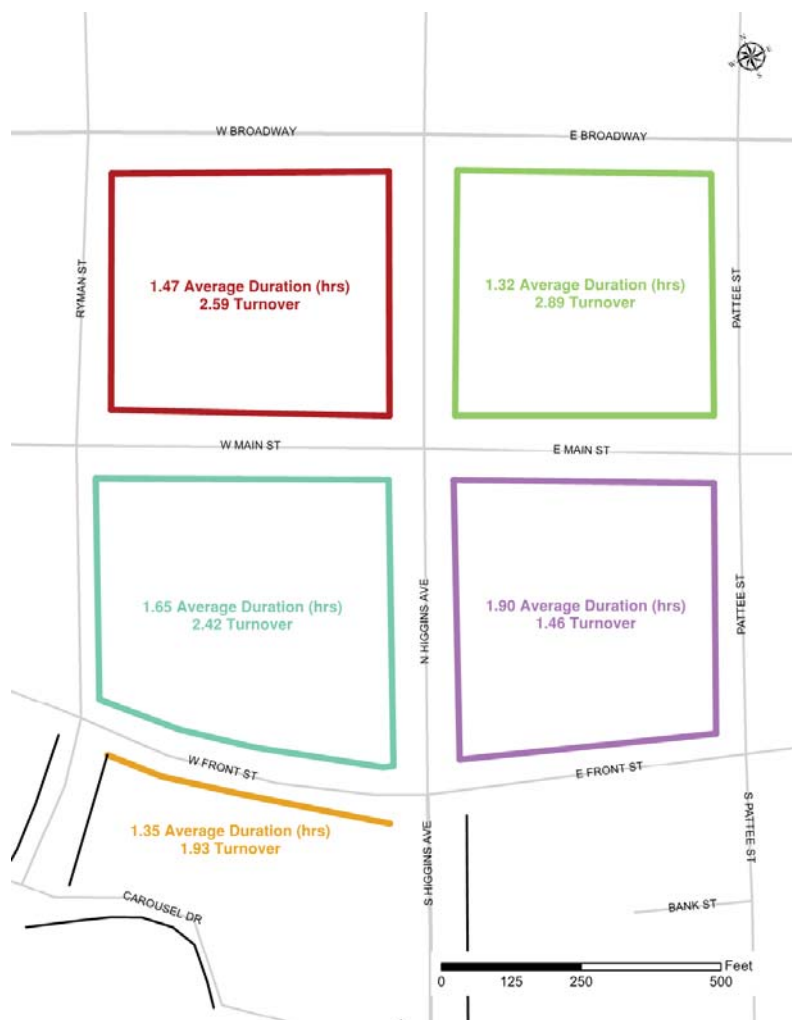 N
E
S
W
W BROADWAY
E BROADWAY
RYMAN ST
1.47 Average Duration (hrs)
2.59 Turnover
1.32 Average Duration (hrs)
2.89 Turnover
PATTEE ST
W MAIN ST
E MAIN ST
1.65 Average Duration (hrs)
2.42 Turnover
N HIGGINS AVE
1.90 Average Duration (hrs)
1.46 Turnover
PATTEE ST
W FRONT ST
E FRONT ST
1.35 Average Duration (hrs)
1.93 Turnover
S HIGGINS AVE
S PATTEE ST
CAROUSEL DR
BANK ST
Feet
0 125 250 500